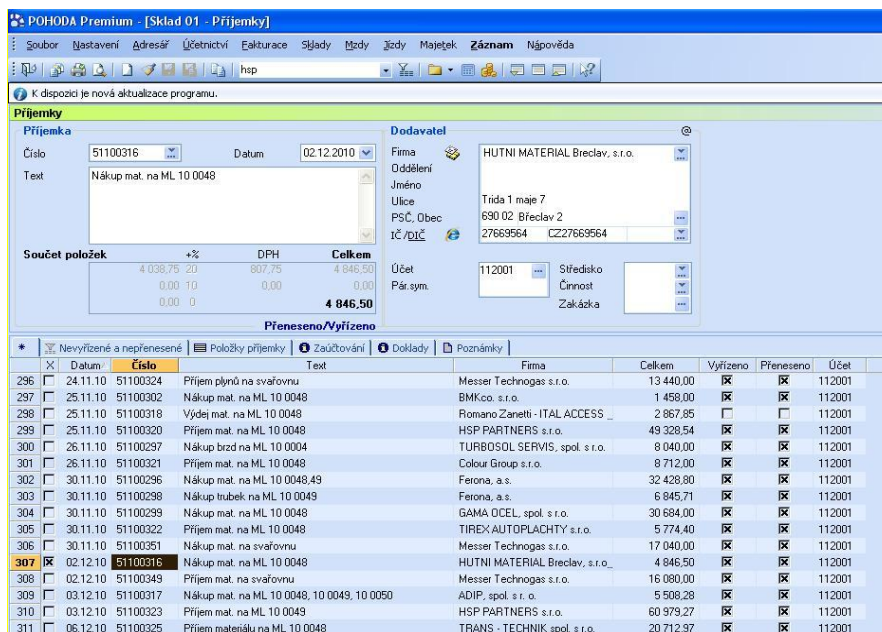 POHODA Premium - [Sklad 01 - Příjemky]
Soubor Nastavení Adresář Účetnictví Fakturace Sklady Mzdy Jízdy Majetek Záznam Nápověda
hsp
K dispozici je nová aktualizace programu.
Příjemky
Příjemka
Číslo 51100316 Datum 02.12.2010
Text Nákup mat. na ML 10 0048
Součet položek +% DPH Celkem
4 038,75 20 807,75 4 846,50
0,00 10 0,00 0,00
0,00 0 4 846,50
Přeneseno/Vyřízeno
Dodavatel @
Firma HUTNI MATERIAL Breclav, s.r.o.
Oddělení
Jméno
Ulice Trida 1 maje 7
PSČ, Obec 690 02 Břeclav 2
IČ/DIČ 27669564 CZ27669564
Účet 112001 Středisko
Pár.sym. Činnost
Zakázka
* Nevyřízené a nepřenesené Položky příjemky Zaúčtování Doklady Poznámky
X Datum Číslo Text Firma Celkem Vyřízeno Přeneseno Účet
296 24.11.10 51100324 Příjem plynů na svařovnu Messer Technogas s.r.o. 13 440,00 112001
297 25.11.10 51100302 Nákup mat. na ML 10 0048 BMKco. s.r.o. 1 458,00 112001
298 25.11.10 51100318 Výdej mat. na ML 10 0048 Romano Zanetti - ITAL ACCESS _ 2 867,85 112001
299 25.11.10 51100320 Příjem mat. na ML 10 0048 HSP PARTNERS s.r.o. 49 328,54 112001
300 26.11.10 51100297 Nákup brzd na ML 10 0004 TURBOSOL SERVIS, spol. s r.o. 8 040,00 112001
301 26.11.10 51100321 Příjem mat. na ML 10 0048 Colour Group s.r.o. 8 712,00 112001
302 30.11.10 51100296 Nákup mat. na ML 10 0048,49 Ferona, a.s. 32 428,80 112001
303 30.11.10 51100298 Nákup trubek na ML 10 0049 Ferona, a.s. 6 845,71 112001
304 30.11.10 51100299 Nákup mat. na ML 10 0048 GAMA OCEL, spol. s r.o. 30 684,00 112001
305 30.11.10 51100322 Příjem mat. na ML 10 0048 TIREX AUTOPLACHTY s.r.o. 5 774,40 112001
306 30.11.10 51100351 Nákup mat. na svařovnu Messer Technogas s.r.o. 17 040,00 112001
307 02.12.10 51100316 Nákup mat. na ML 10 0048 HUTNI MATERIAL Breclav, s.r.o_ 4 846,50 112001
308 02.12.10 51100349 Příjem mat. na svařovnu Messer Technogas s.r.o. 16 080,00 112001
309 03.12.10 51100317 Nákup mat. na ML 10 0048, 10 0049, 10 0050 ADIP, spol. s r. o. 5 508,28 112001
310 03.12.10 51100323 Příjem mat. na ML 10 0049 HSP PARTNERS s.r.o. 60 979,27 112001
311 06.12.10 51100325 Příjem materiálu na ML 10 0048 TRANS - TECHNIK spol. s r.o. 20 712,97 112001